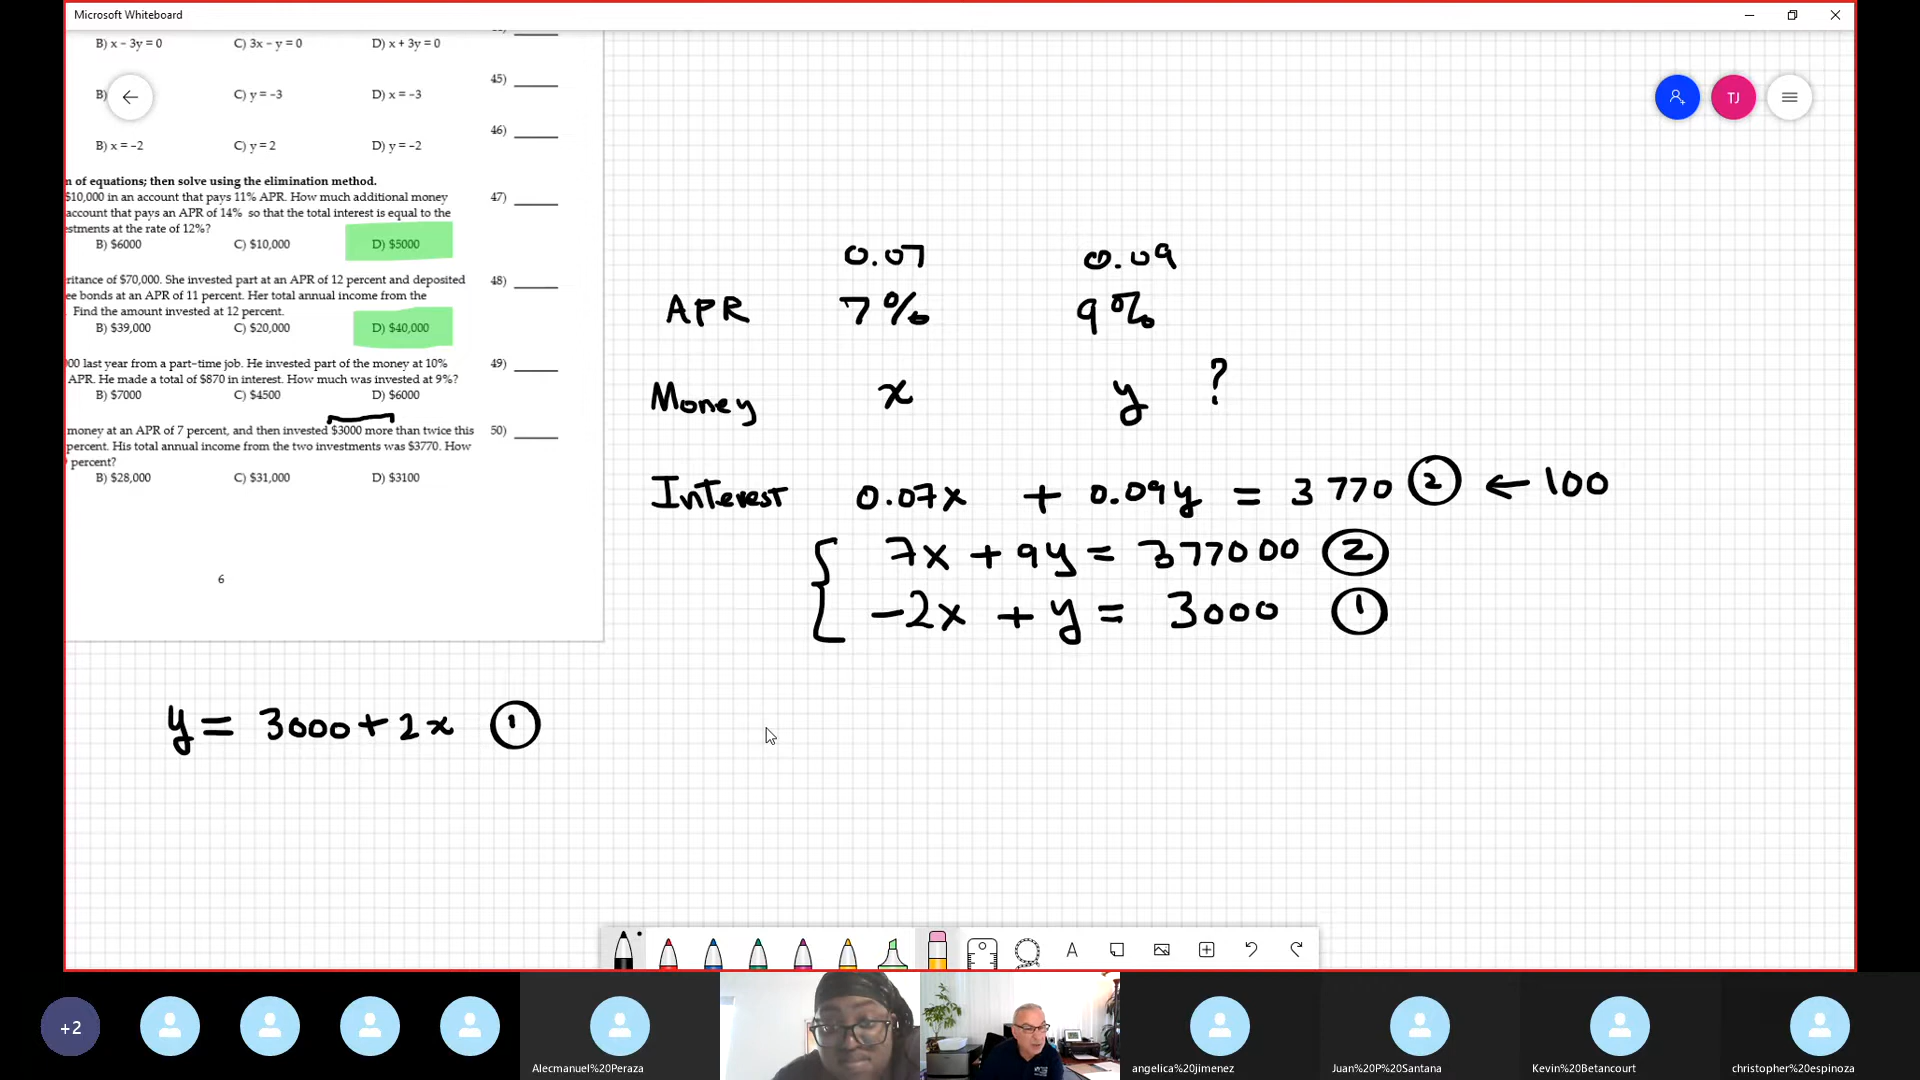 Microsoft Whiteboard
B) x – 3y = 0 C) 3x – y = 0 D) x + 3y = 0
45)
B) C) y = –3 D) x = –3
46)
B) x = –2 C) y = 2 D) y = –2
n of equations; then solve using the elimination method.
$10,000 in an account that pays 11% APR. How much additional money 47)
account that pays an APR of 14% so that the total interest is equal to the
estments at the rate of 12%?
B) $6000 C) $10,000 D) $5000
ritance of $70,000. She invested part at an APR of 12 percent and deposited 48)
ee bonds at an APR of 11 percent. Her total annual income from the
Find the amount invested at 12 percent.
B) $39,000 C) $20,000 D) $40,000
00 last year from a part-time job. He invested part of the money at 10% 49)
APR. He made a total of $870 in interest. How much was invested at 9%?
B) $7000 C) $4500 D) $6000
money at an APR of 7 percent, and then invested $3000 more than twice this 50)
percent. His total annual income from the two investments was $3770. How
percent?
B) $28,000 C) $31,000 D) $3100
6
TJ
0.07 0.09
APR 7% 9%
Money x y ?
Interest 0.07x + 0.09y = 3770 ② ← 100
7x + 9y = 377000 ②
-2x + y = 3000 ①
y = 3000 + 2x ①
A
+2
Alecmanuel%20Peraza
angelica%20jimenez
Juan%20P%20Santana
Kevin%20Betancourt
christopher%20espinoza